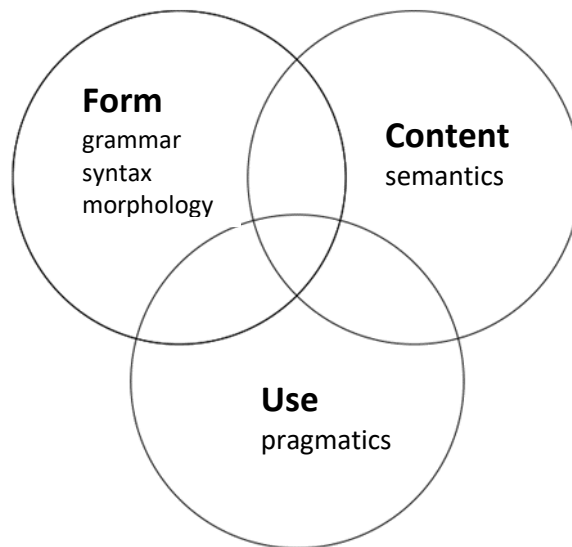 Form
grammar
syntax
morphology
Content
semantics
Use
pragmatics